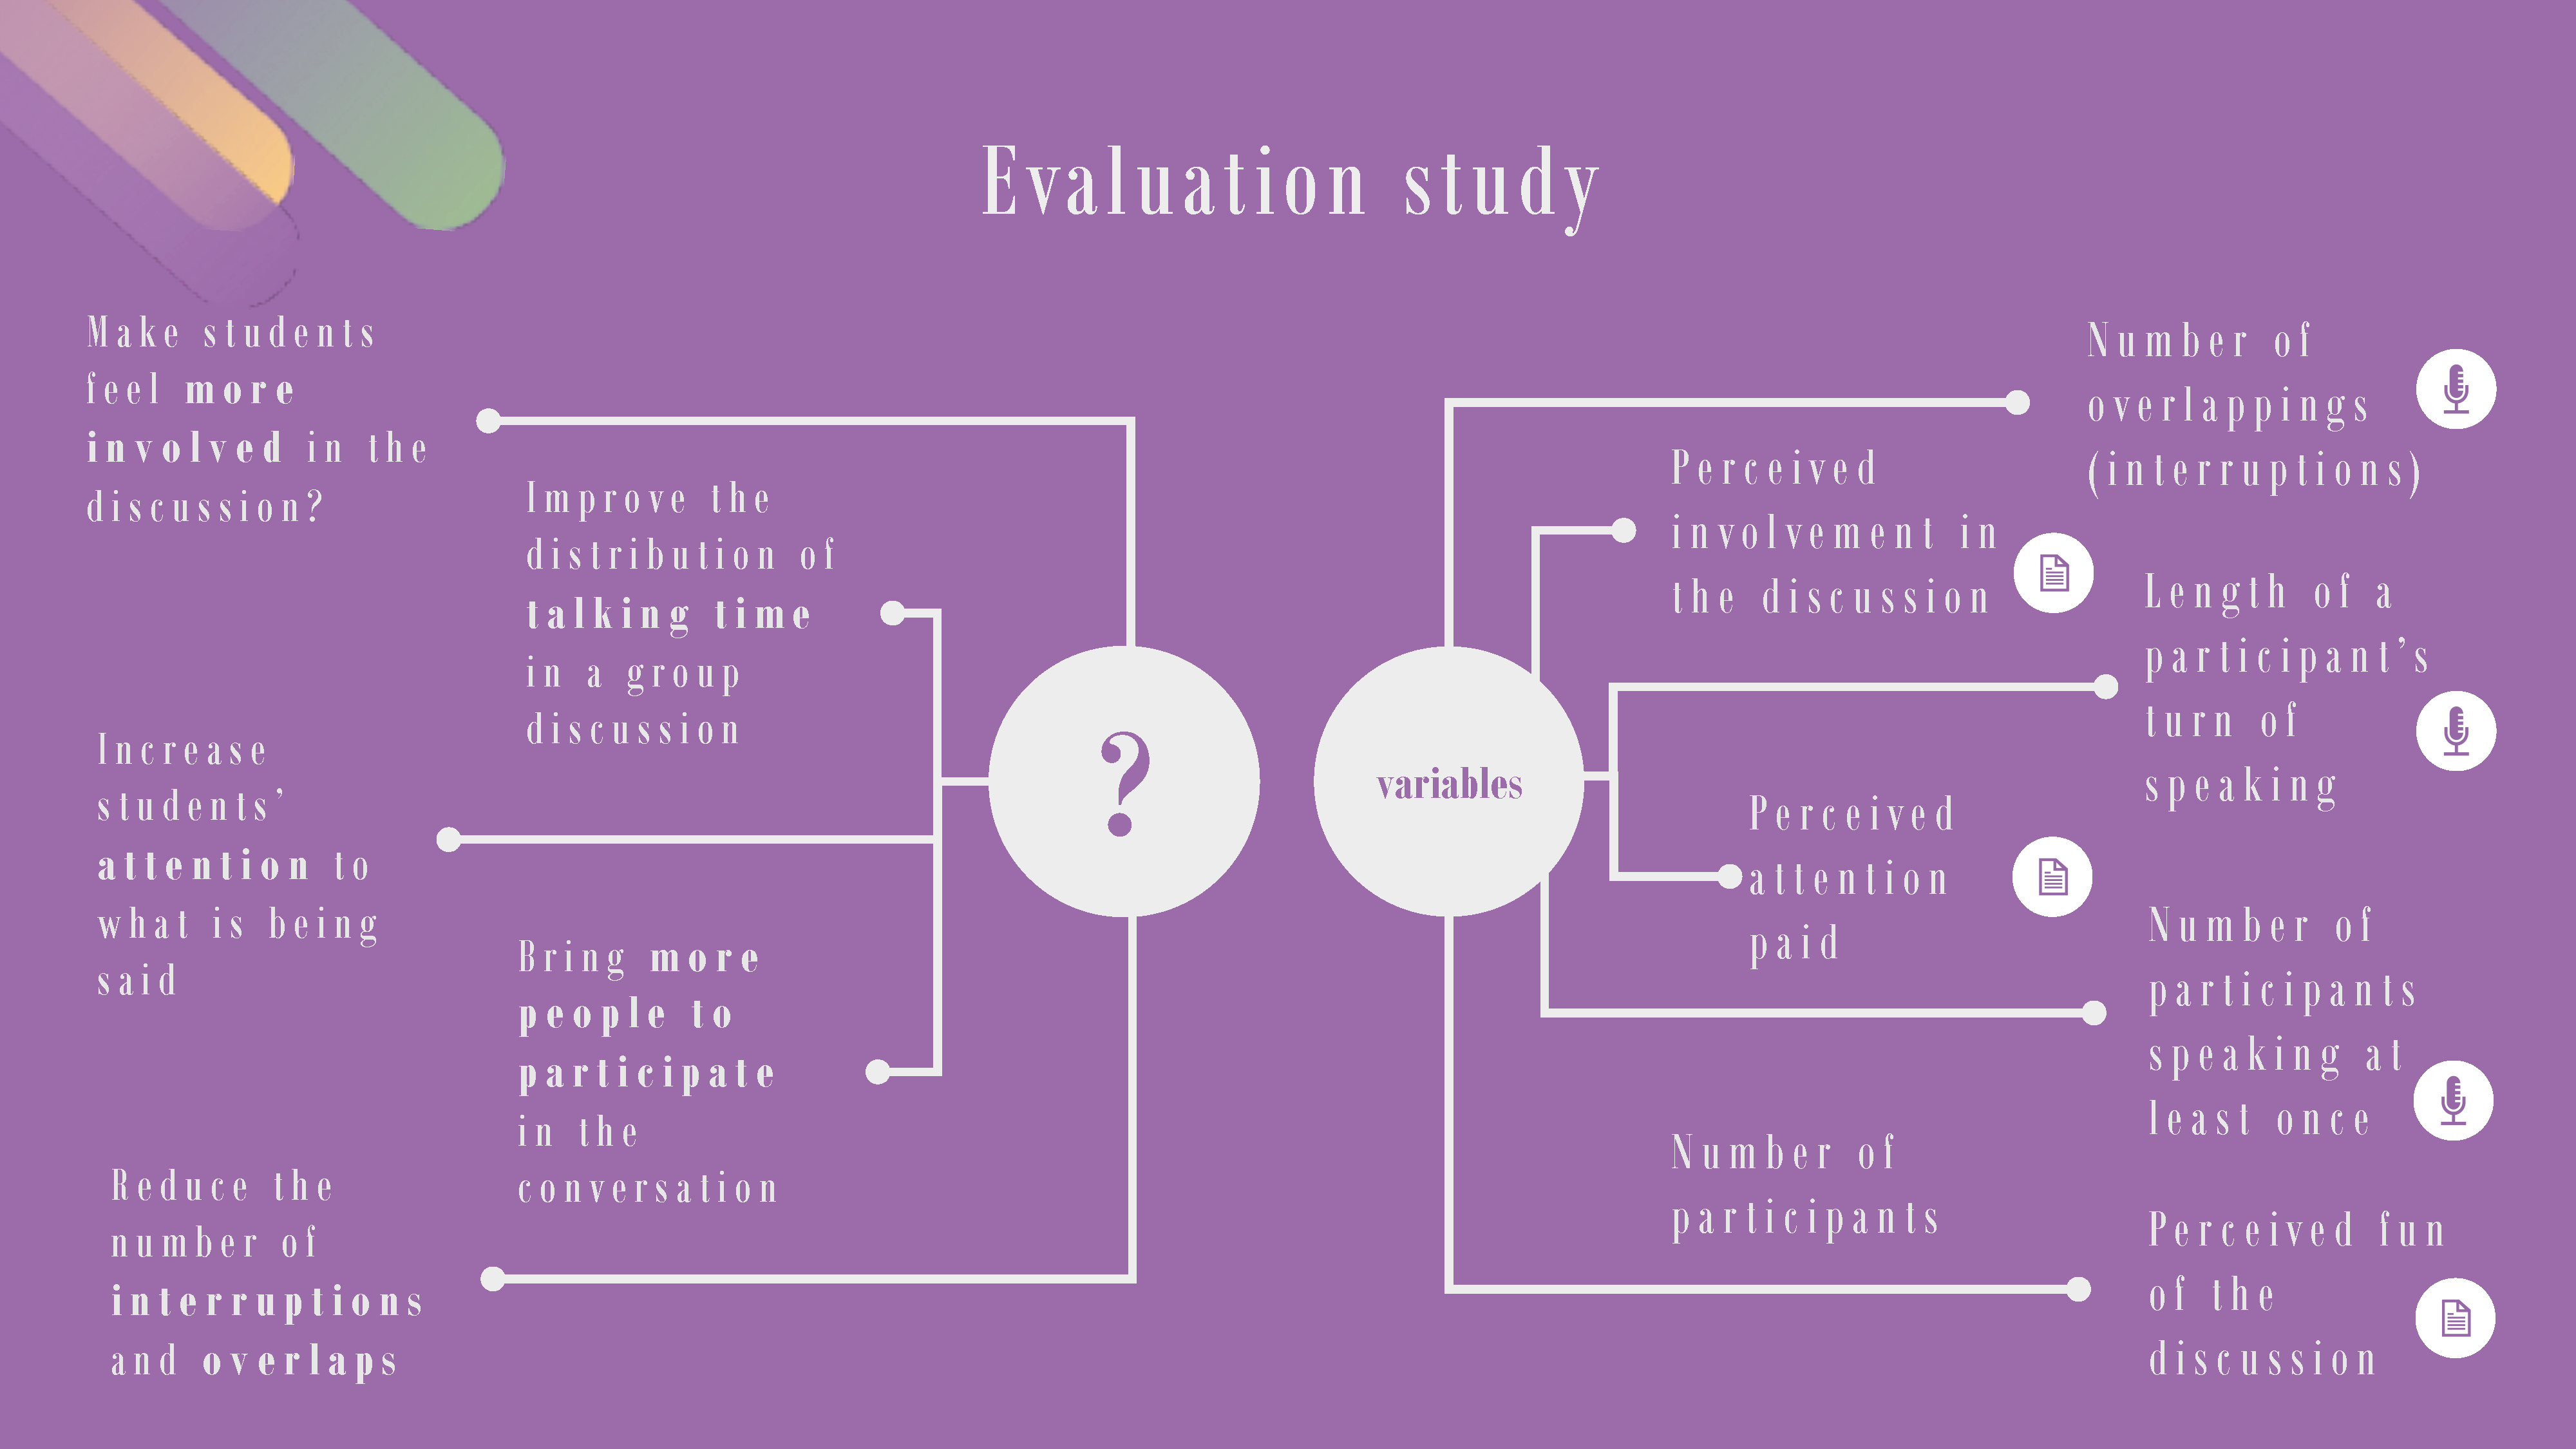 Evaluation study
Make students
feel more
involved in the
discussion?
Improve the
distribution of
talking time
in a group
discussion
Increase
students’
attention to
what is being
said
Bring more
people to
participate
in the
conversation
Reduce the
number of
interruptions
and overlaps
?
variables
Number of
overlappings
(interruptions)
Perceived
involvement in
the discussion
Length of a
participant’s
turn of
speaking
Perceived
attention
paid
Number of
participants
speaking at
least once
Number of
participants
Perceived fun
of the
discussion